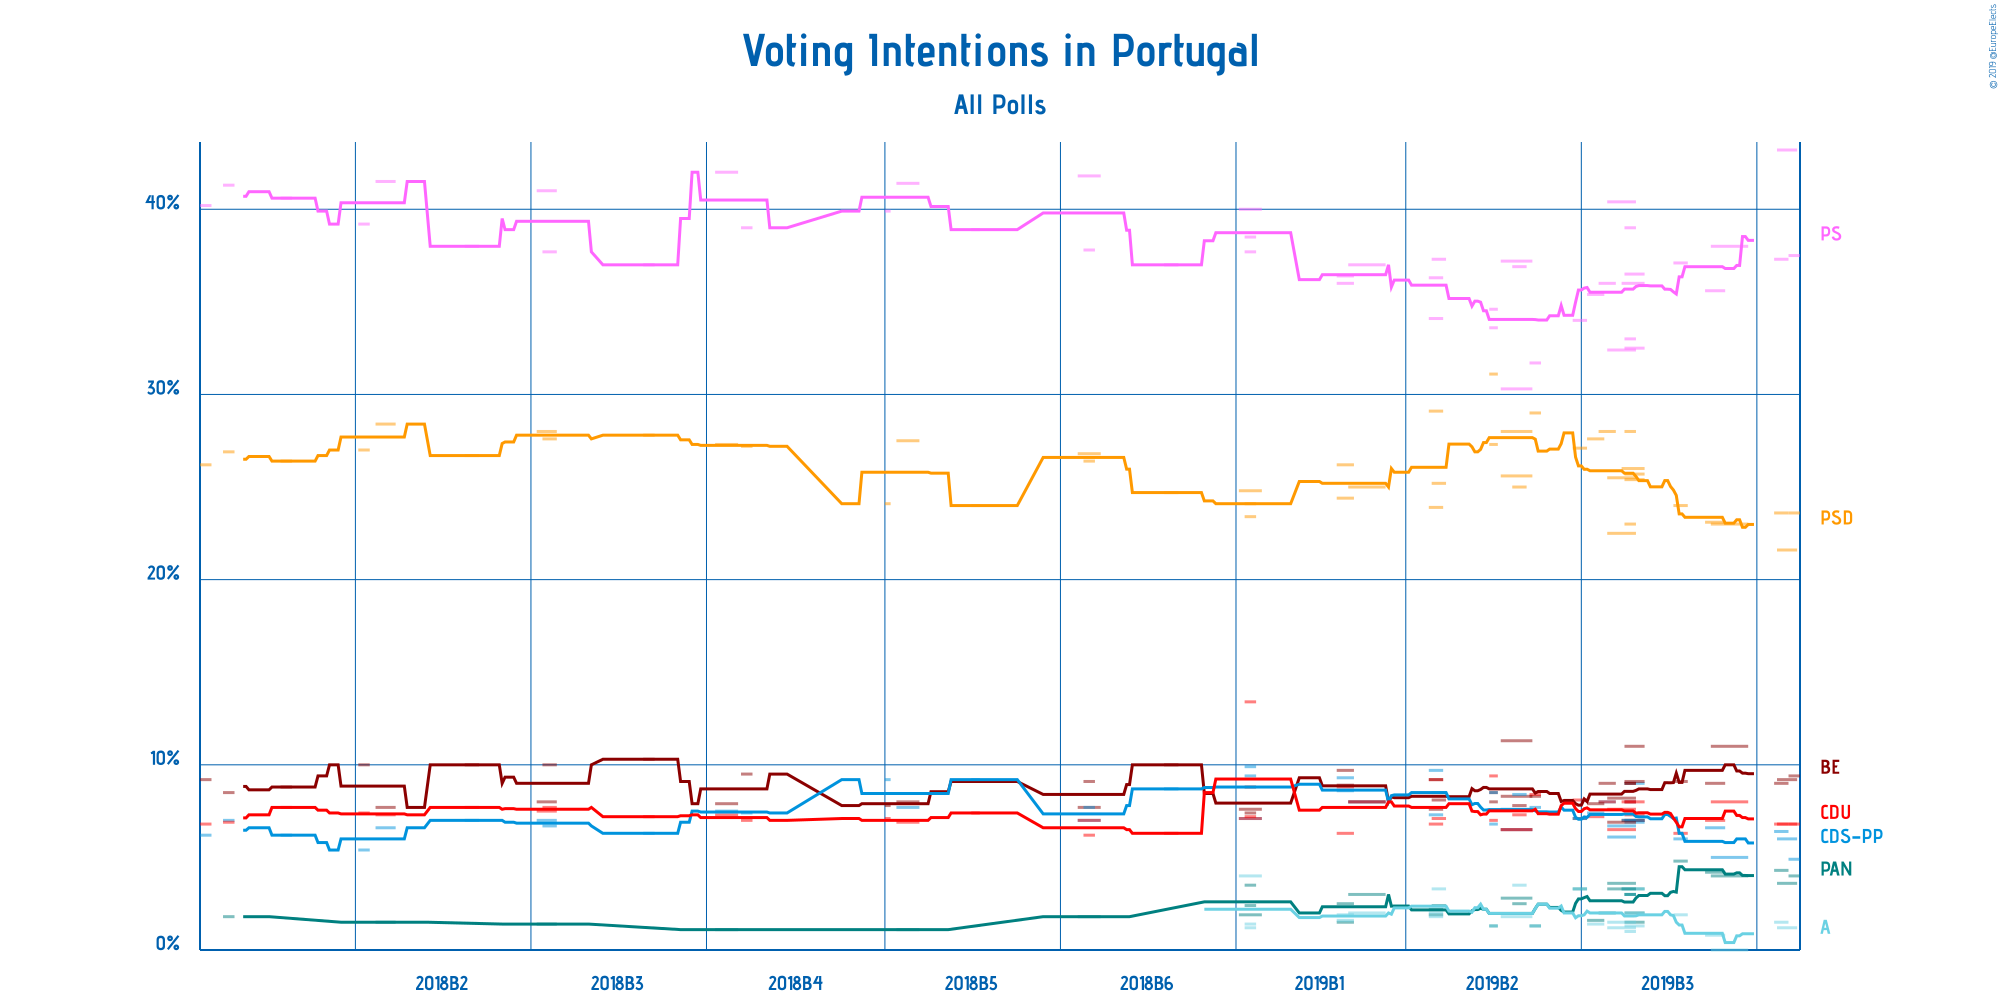 Voting Intentions in Portugal
All Polls
© 2019 @EuropeElects
40%
30%
20%
10%
0%
PS
PSD
BE
CDU
CDS-PP
PAN
A
2018B2 2018B3 2018B4 2018B5 2018B6 2019B1 2019B2 2019B3